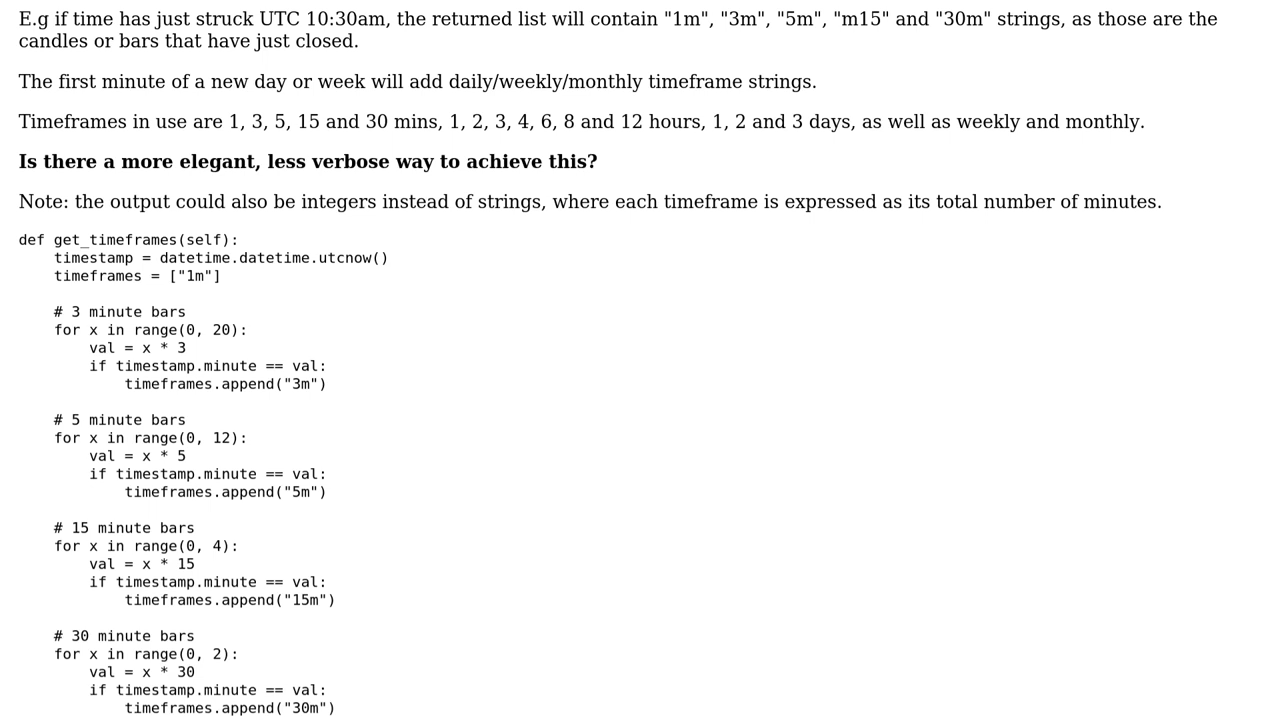 E.g if time has just struck UTC 10:30am, the returned list will contain "1m", "3m", "5m", "m15" and "30m" strings, as those are the
candles or bars that have just closed.
The first minute of a new day or week will add daily/weekly/monthly timeframe strings.
Timeframes in use are 1, 3, 5, 15 and 30 mins, 1, 2, 3, 4, 6, 8 and 12 hours, 1, 2 and 3 days, as well as weekly and monthly.
Is there a more elegant, less verbose way to achieve this?
Note: the output could also be integers instead of strings, where each timeframe is expressed as its total number of minutes.
def get_timeframes(self):
    timestamp = datetime.datetime.utcnow()
    timeframes = ["1m"]
    # 3 minute bars
    for x in range(0, 20):
        val = x * 3
        if timestamp.minute == val:
            timeframes.append("3m")
    # 5 minute bars
    for x in range(0, 12):
        val = x * 5
        if timestamp.minute == val:
            timeframes.append("5m")
    # 15 minute bars
    for x in range(0, 4):
        val = x * 15
        if timestamp.minute == val:
            timeframes.append("15m")
    # 30 minute bars
    for x in range(0, 2):
        val = x * 30
        if timestamp.minute == val:
            timeframes.append("30m")